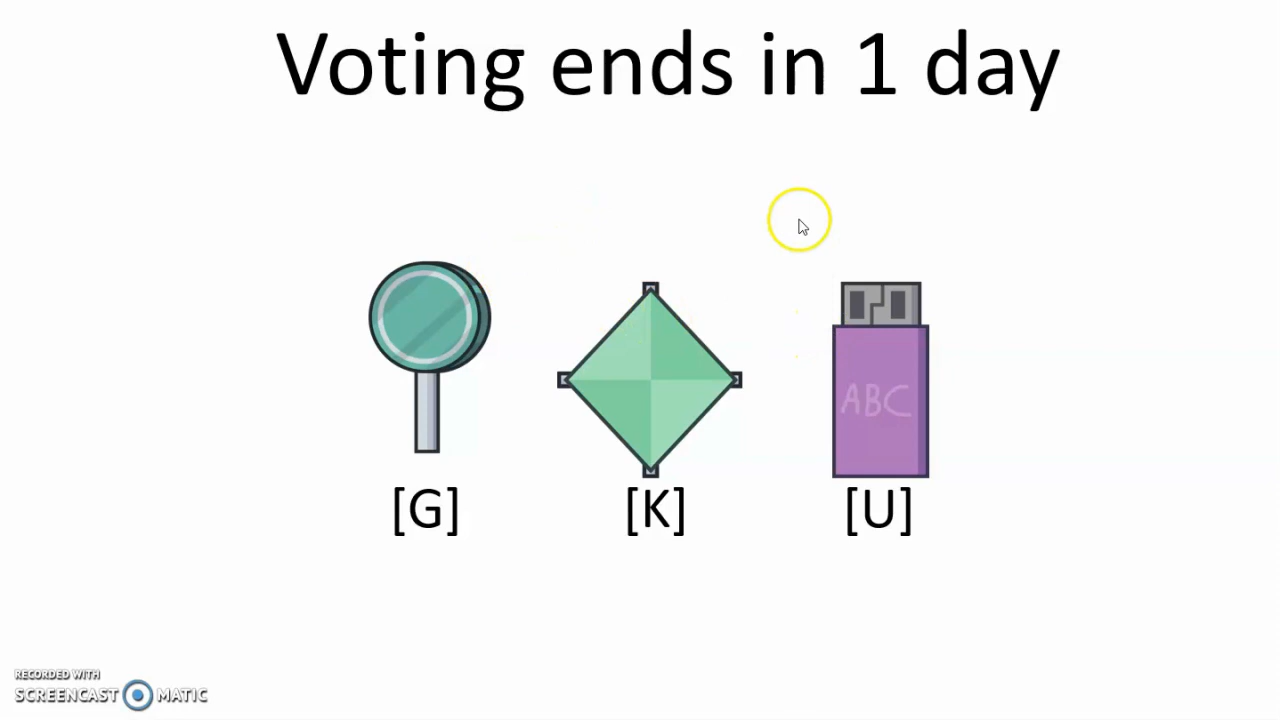 Voting ends in 1 day
ABC
[G] [K] [U]
RECORDED WITH
SCREENCAST MATIC